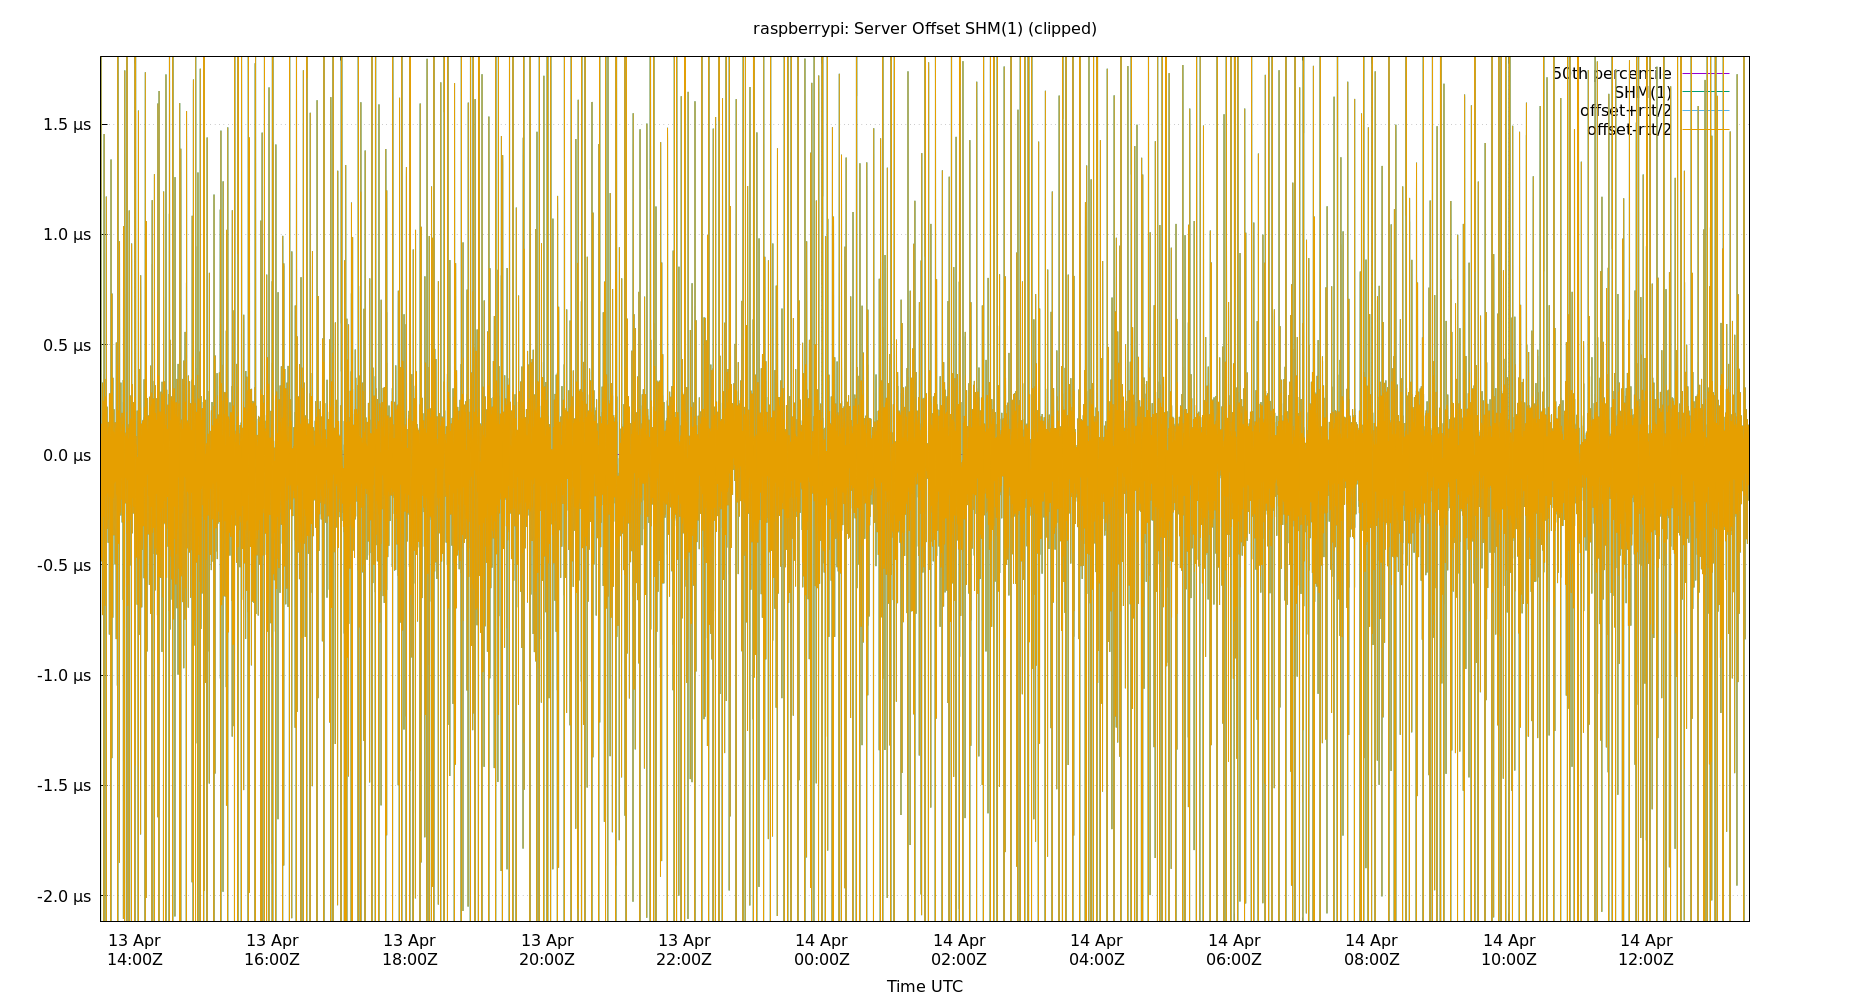 raspberrypi: Server Offset SHM(1) (clipped)
50th percentile
SHM(1)
offset+rtt/2
offset-rtt/2
1.5 µs
1.0 µs
0.5 µs
0.0 µs
-0.5 µs
-1.0 µs
-1.5 µs
-2.0 µs
13 Apr 13 Apr 13 Apr 13 Apr 13 Apr 14 Apr 14 Apr 14 Apr 14 Apr 14 Apr 14 Apr 14 Apr
14:00Z 16:00Z 18:00Z 20:00Z 22:00Z 00:00Z 02:00Z 04:00Z 06:00Z 08:00Z 10:00Z 12:00Z
Time UTC